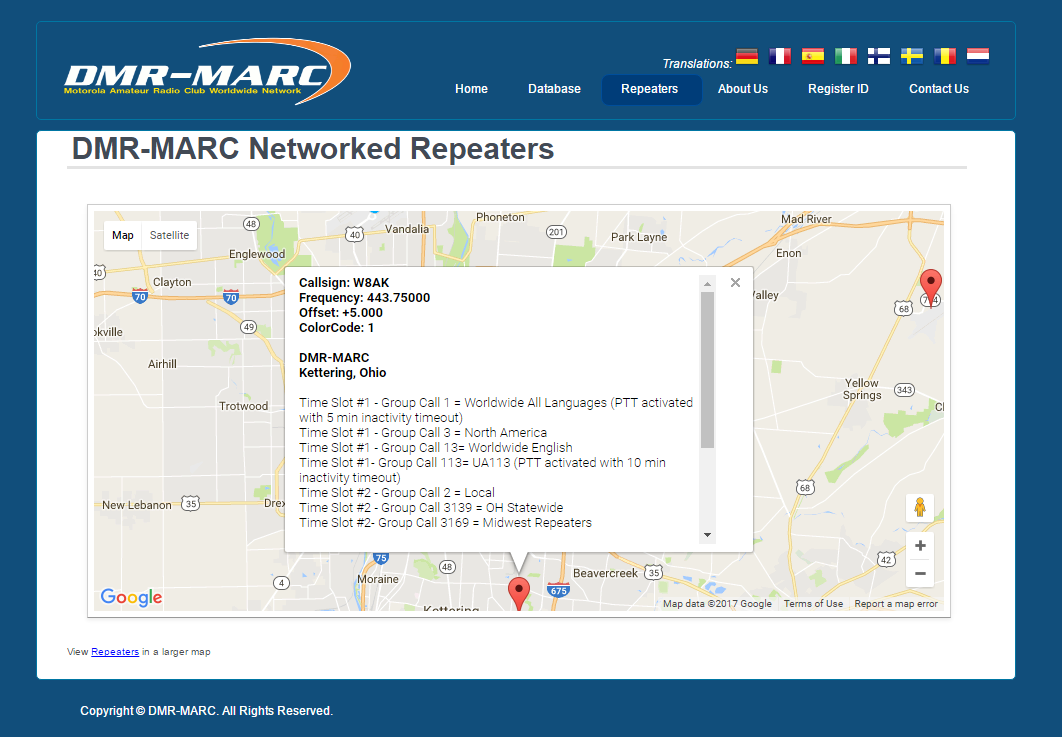 DMR-MARC
Motorola Amateur Radio Club Worldwide Network
Translations:
Home Database Repeaters About Us Register ID Contact Us
DMR-MARC Networked Repeaters
Map Satellite
48
40
Vandalia
Phoneton
201
Park Layne
Mad River
Englewood
Enon
40
Clayton
70
70
49
Airhill
Trotwood
New Lebanon
35
4
Callsign: W8AK
Frequency: 443.75000
Offset: +5.000
ColorCode: 1
DMR-MARC
Kettering, Ohio
Time Slot #1 - Group Call 1 = Worldwide All Languages (PTT activated
with 5 min inactivity timeout)
Time Slot #1 - Group Call 3 = North America
Time Slot #1 - Group Call 13= Worldwide English
Time Slot #1- Group Call 113= UA113 (PTT activated with 10 min
inactivity timeout)
Time Slot #2 - Group Call 2 = Local
Time Slot #2 - Group Call 3139 = OH Statewide
Time Slot #2- Group Call 3169 = Midwest Repeaters
alley
68
Yellow
Springs
343
68
42
75
Moraine
48
Kettering
675
Beavercreek
35
Google
Map data ©2017 Google Terms of Use Report a map error
View Repeaters in a larger map
Copyright © DMR-MARC. All Rights Reserved.